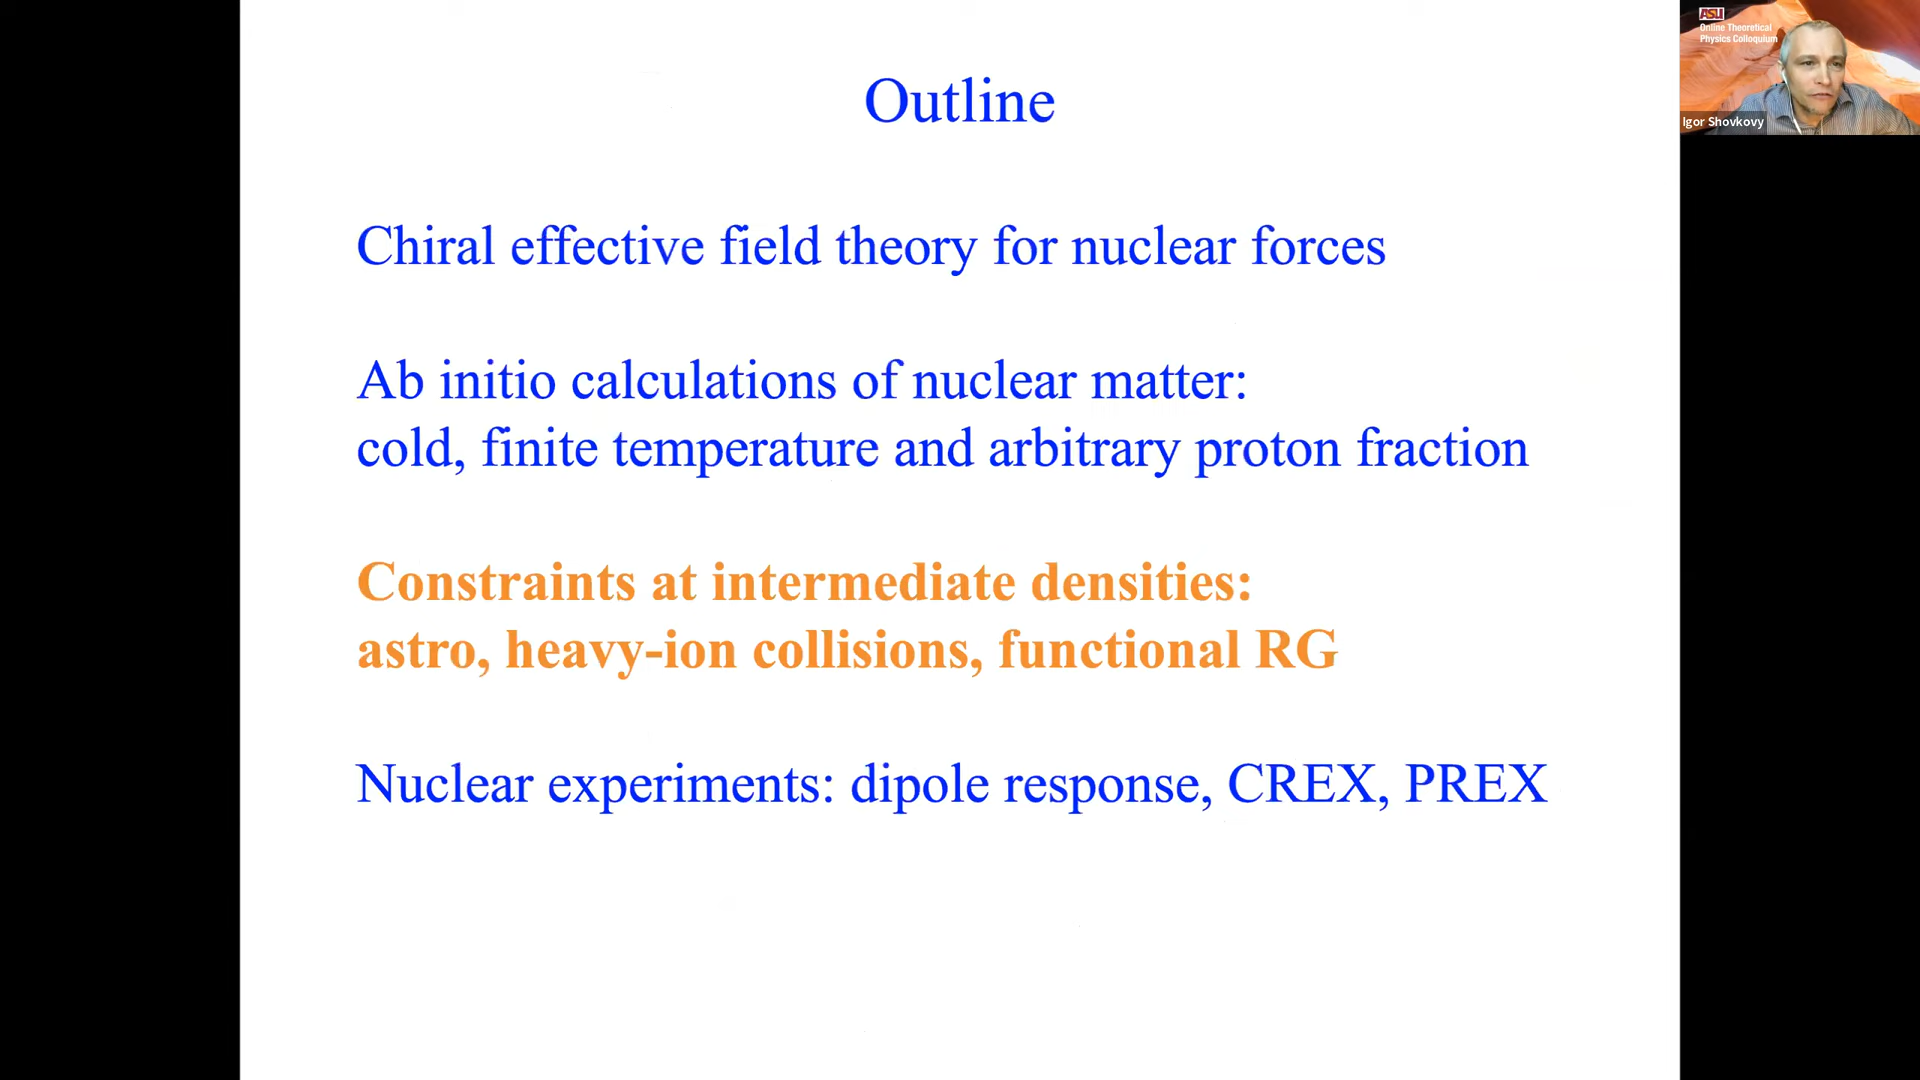 Outline
Chiral effective field theory for nuclear forces
Ab initio calculations of nuclear matter:
cold, finite temperature and arbitrary proton fraction
Constraints at intermediate densities:
astro, heavy-ion collisions, functional RG
Nuclear experiments: dipole response, CREX, PREX
ASU
Online Theoretical
Physics Colloquium
Igor Shovkovy